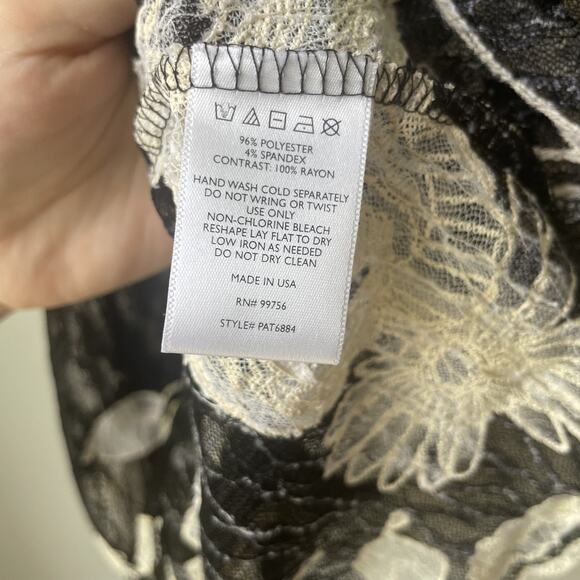 96% POLYESTER
4% SPANDEX
CONTRAST: 100% RAYON
HAND WASH COLD SEPARATELY
DO NOT WRING OR TWIST
USE ONLY
NON-CHLORINE BLEACH
RESHAPE LAY FLAT TO DRY
LOW IRON AS NEEDED
DO NOT DRY CLEAN
MADE IN USA
RN# 99756
STYLE# PAT6884